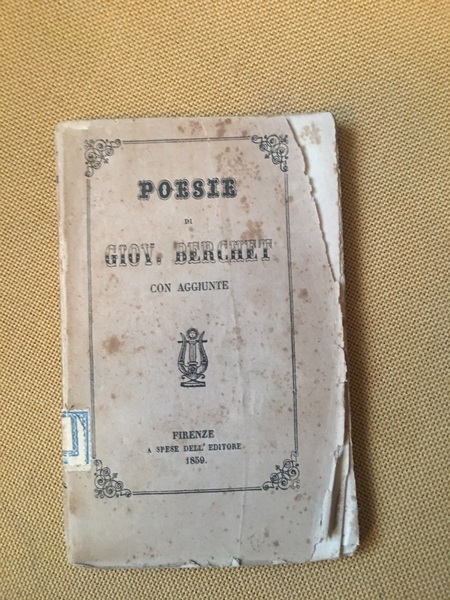 POESIE
DI
GIOV. BERCHET
CON AGGIUNTE
FIRENZE
A SPESE DELL' EDITORE
1859.